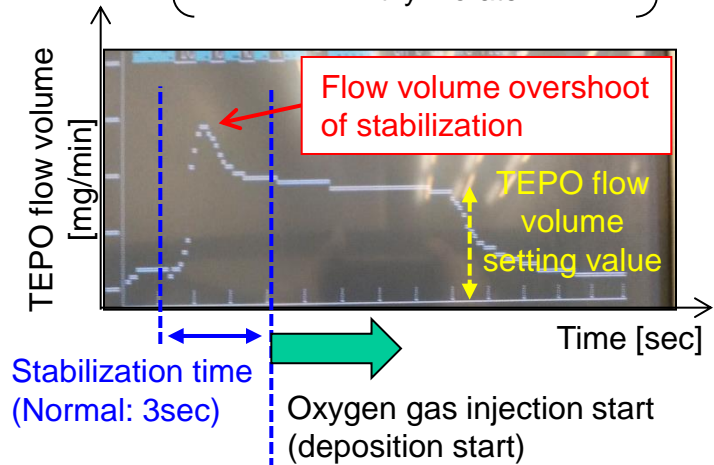 Flow volume overshoot
of stabilization
TEPO flow volume
[mg/min]
TEPO flow
volume
setting value
Time [sec]
Stabilization time
(Normal: 3sec)
Oxygen gas injection start
(deposition start)